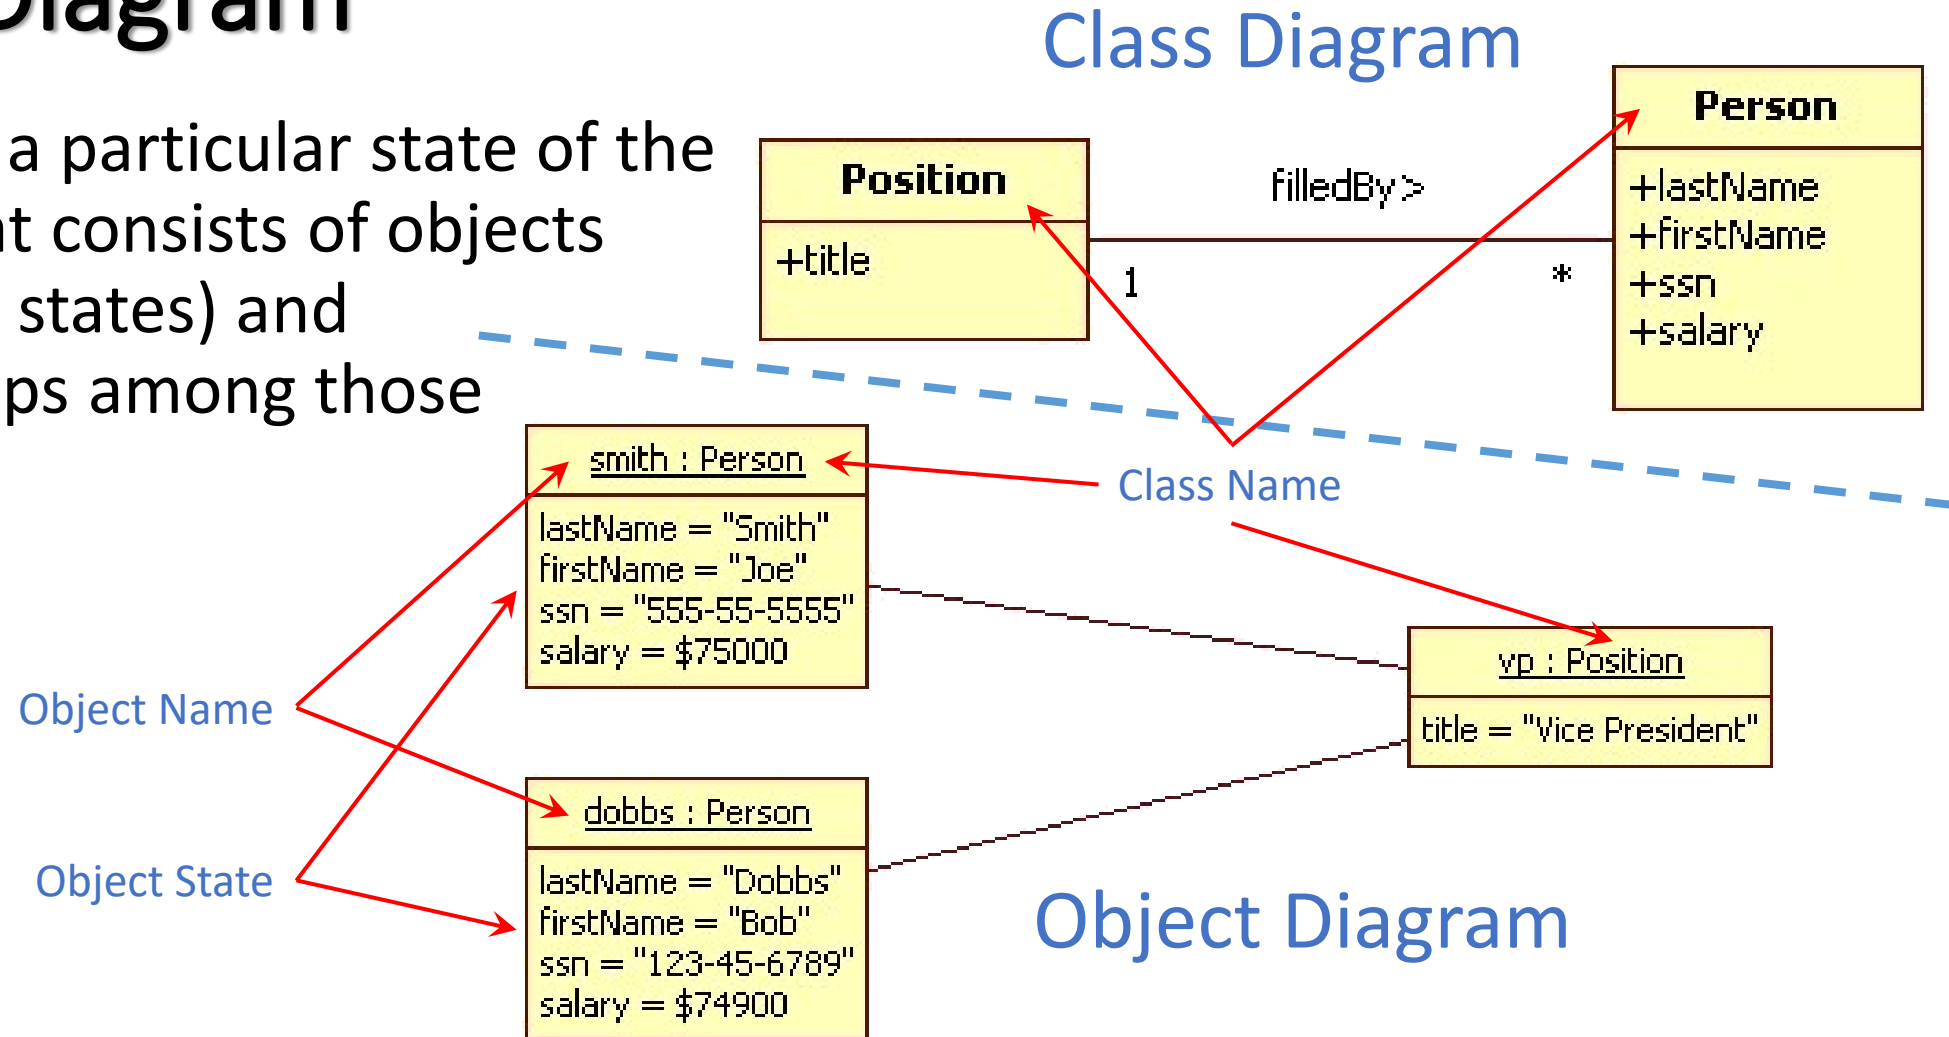 Diagram
a particular state of the
consists of objects
states) and
among those
Class Diagram
Position
+title
filledBy>
1
*
Person
+lastName
+firstName
+ssn
+salary
Class Name
smith : Person
lastName = "Smith"
firstName = "Joe"
ssn = "555-55-5555"
salary = $75000
vp : Position
title = "Vice President"
Object Name
Object State
dobbs : Person
lastName = "Dobbs"
firstName = "Bob"
ssn = "123-45-6789"
salary = $74900
Object Diagram